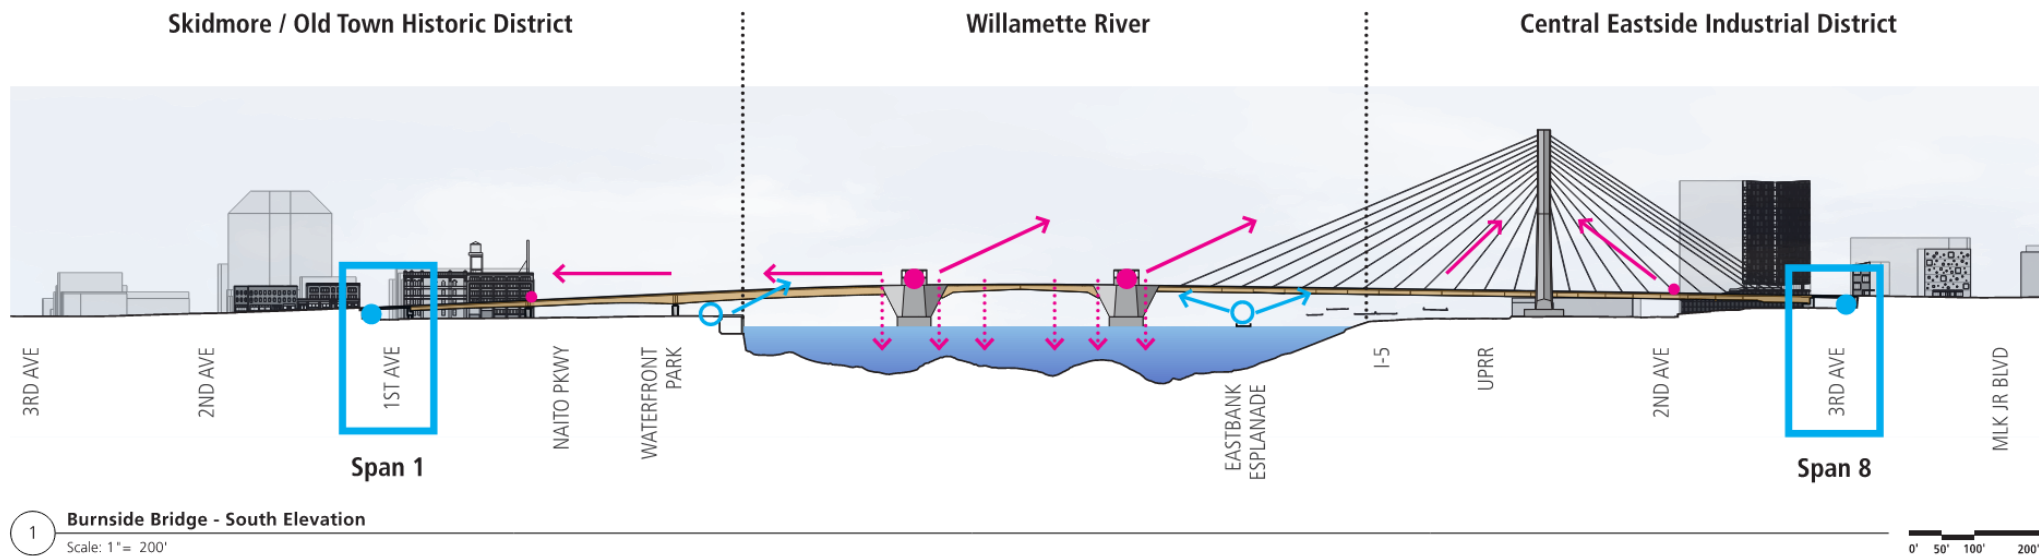 Skidmore / Old Town Historic District
Willamette River
Central Eastside Industrial District
3RD AVE
2ND AVE
1ST AVE
NAITO PKWY
WATERFRONT
PARK
EASTBANK
ESPLANADE
I-5
UPRR
2ND AVE
3RD AVE
MLK JR BLVD
Span 1
Span 8
1
Burnside Bridge - South Elevation
Scale: 1"= 200'
0' 50' 100' 200'